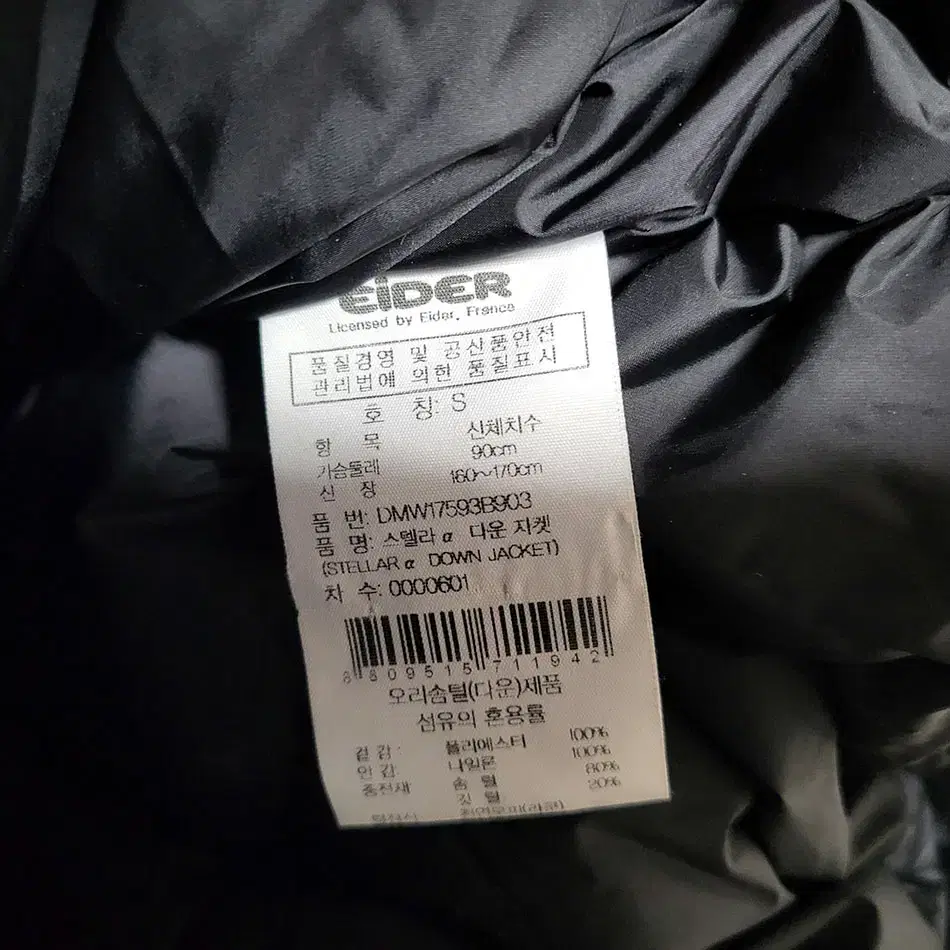 EiDER
Licensed by Eider, France
품질경영 및 공산품안전
관리법에 의한 품질표시
호 칭: S
항 목 신체치수
가슴둘레 90cm
신 장 160~170cm
품 번: DMW17593B903
품 명: 스텔라 α 다운 자켓
(STELLAR α DOWN JACKET)
차 수: 0000601
8809515711942
오리솜털(다운)제품
섬유의 혼용률
겉감: 폴리에스터 100%
안감: 나일론 100%
충전재 솜 털 80%
깃 털 20%